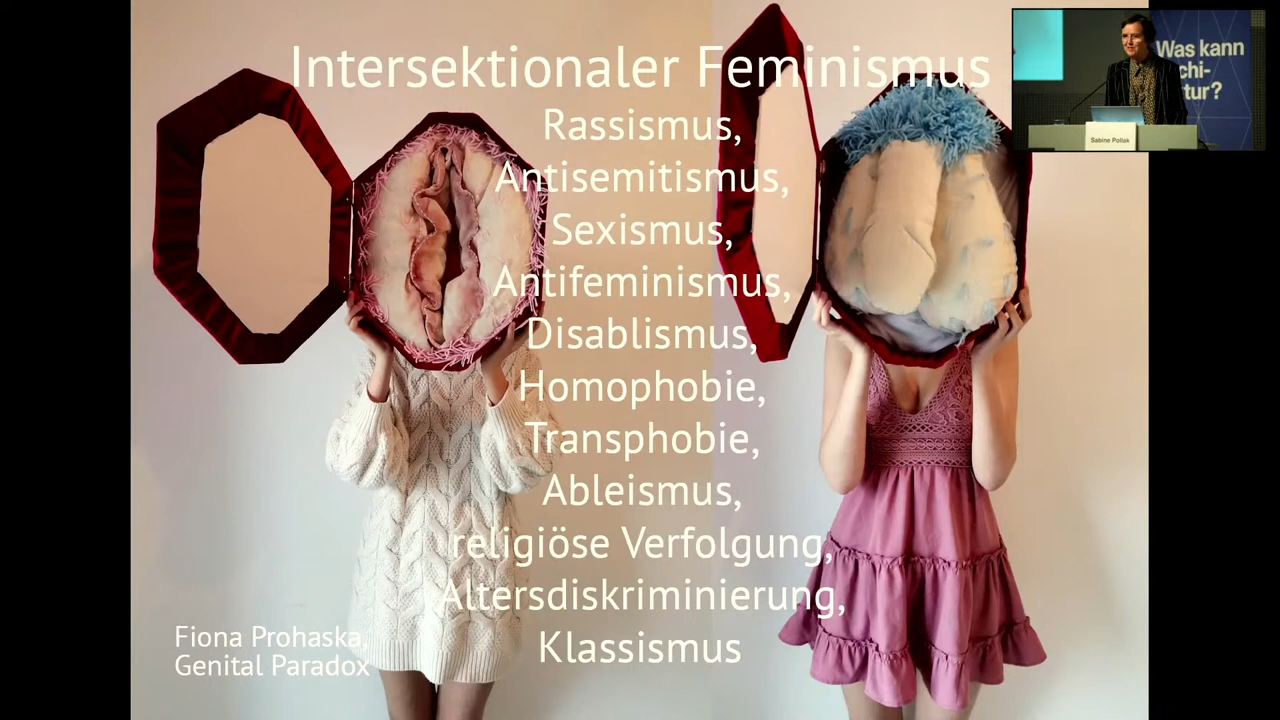 Intersektionaler Feminismus
Rassismus,
Antisemitismus,
Sexismus,
Antifeminismus,
Disablismus,
Homophobie,
Transphobie,
Ableismus,
religiöse Verfolgung,
Altersdiskriminierung,
Klassismus
Fiona Prohaska,
Genital Paradox
Was kann
chi-
tur?
Sabine Pollak